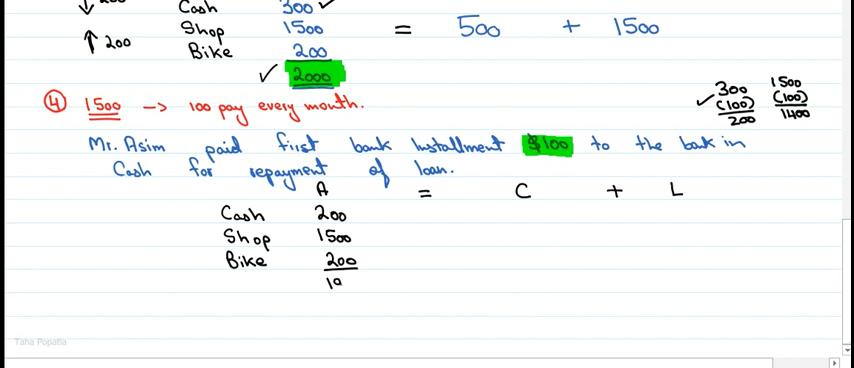 Cash 300 ✓
↑ 200 Shop 1500 = 500 + 1500
Bike 200
✓ 2000
④ 1500 → 100 pay every month.
✓ 300 1500
(100) (100)
200 1400
Mr. Asim paid first bank Installment $100 to the bank in
Cash for repayment of loan.
A = C + L
Cash 200
Shop 1500
Bike 200
19
Taha Popatia